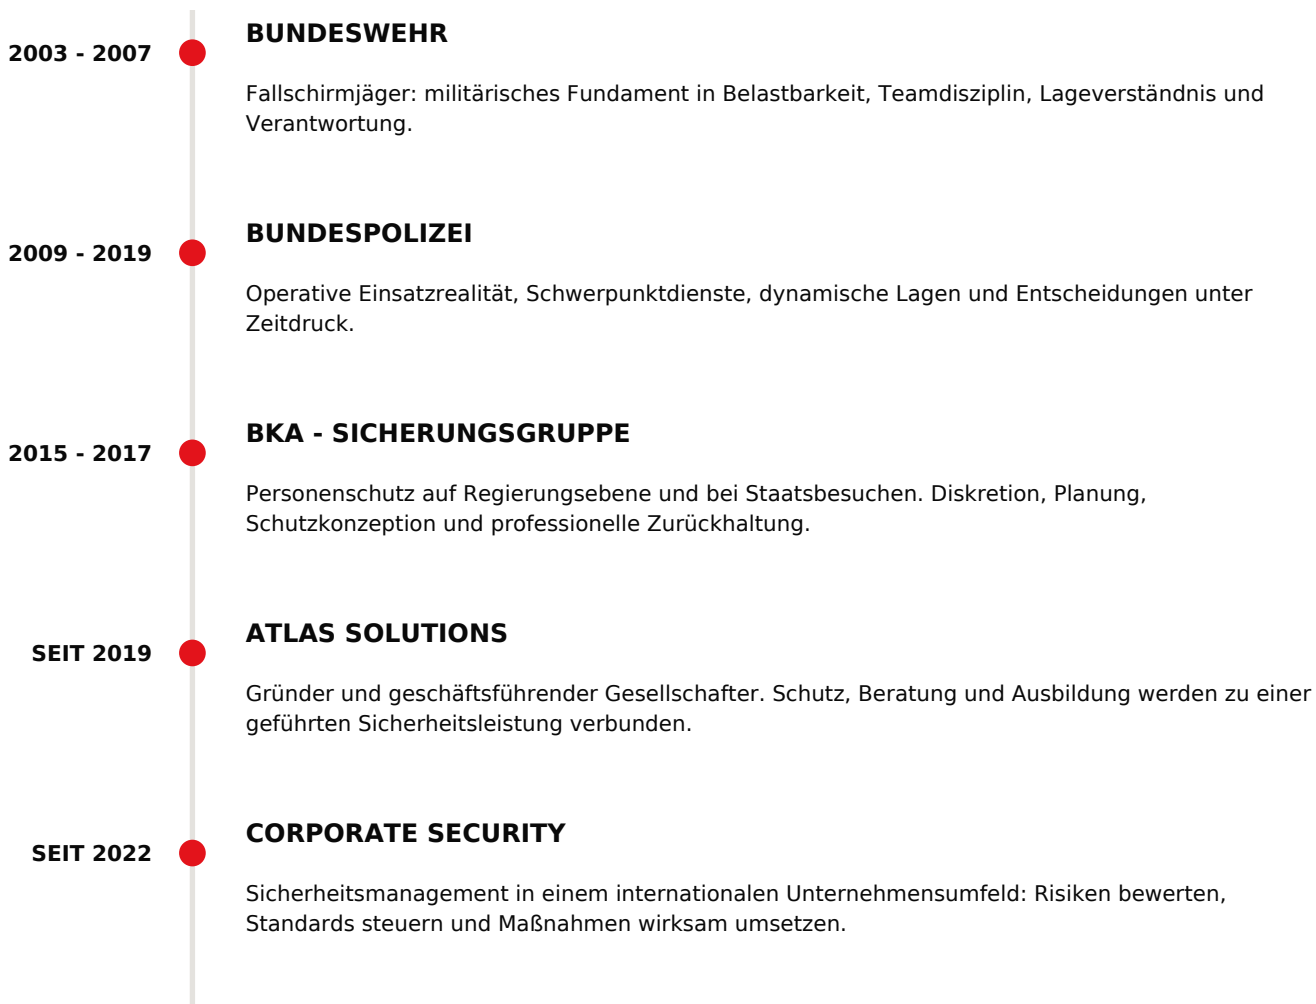 BUNDESWEHR
2003 - 2007
Fallschirmjäger: militärisches Fundament in Belastbarkeit, Teamdisziplin, Lageverständnis und
Verantwortung.
BUNDESPOLIZEI
2009 - 2019
Operative Einsatzrealität, Schwerpunktdienste, dynamische Lagen und Entscheidungen unter
Zeitdruck.
BKA - SICHERUNGSGRUPPE
2015 - 2017
Personenschutz auf Regierungsebene und bei Staatsbesuchen. Diskretion, Planung,
Schutzkonzeption und professionelle Zurückhaltung.
ATLAS SOLUTIONS
SEIT 2019
Gründer und geschäftsführender Gesellschafter. Schutz, Beratung und Ausbildung werden zu einer
geführten Sicherheitsleistung verbunden.
CORPORATE SECURITY
SEIT 2022
Sicherheitsmanagement in einem internationalen Unternehmensumfeld: Risiken bewerten,
Standards steuern und Maßnahmen wirksam umsetzen.